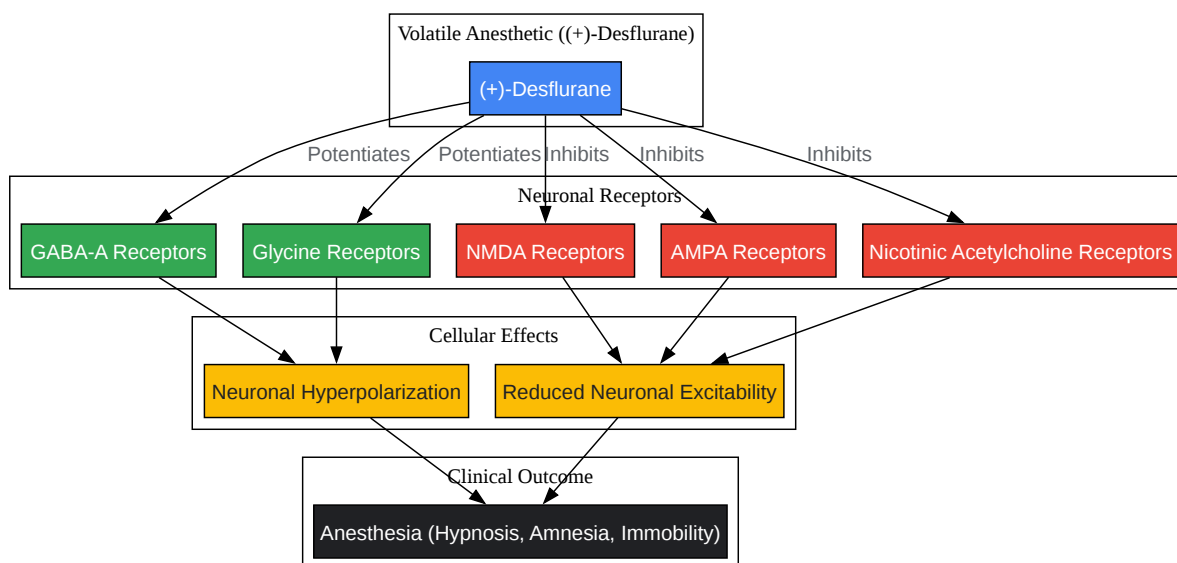 Volatile Anesthetic ((+)-Desflurane)
(+)-Desflurane
Potentiates
Potentiates
Inhibits
Inhibits
Inhibits
Neuronal Receptors
GABA-A Receptors
Glycine Receptors
NMDA Receptors
AMPA Receptors
Nicotinic Acetylcholine Receptors
Cellular Effects
Neuronal Hyperpolarization
Reduced Neuronal Excitability
Clinical Outcome
Anesthesia (Hypnosis, Amnesia, Immobility)